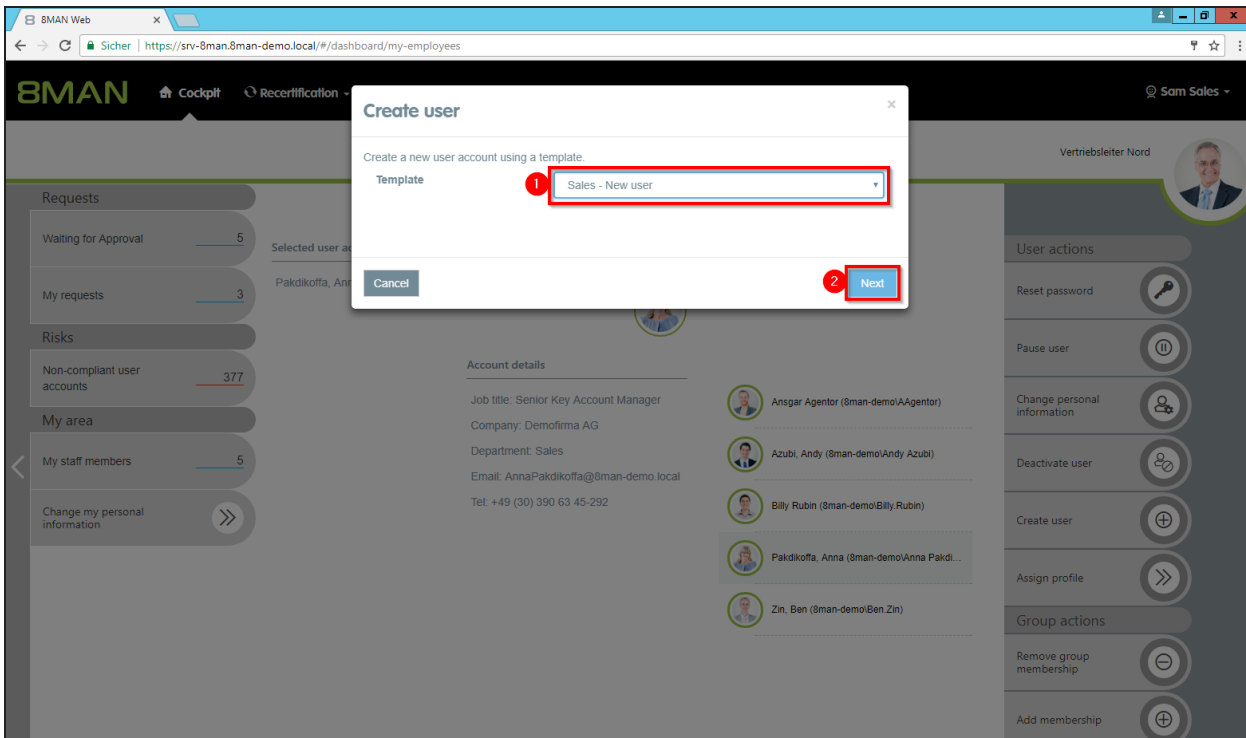 8MAN Web
Sicher | https://srv-8man.8man-demo.local/#/dashboard/my-employees
8MAN
Cockpit
Recertification
Sam Sales
Create user
Create a new user account using a template.
Template
1
Sales - New user
Cancel
2
Next
Vertriebsleiter Nord
Requests
Waiting for Approval
5
My requests
3
Risks
Non-compliant user
accounts
377
My area
My staff members
5
Change my personal
information
Selected user ac
Pakdikoffa, Ann
Account details
Job title: Senior Key Account Manager
Company: Demofirma AG
Department: Sales
Email: AnnaPakdikoffa@8man-demo.local
Tel: +49 (30) 390 63 45-292
Ansgar Agentor (8man-demo\AAgentor)
Azubi, Andy (8man-demo\Andy Azubi)
Billy Rubin (8man-demo\Billy.Rubin)
Pakdikoffa, Anna (8man-demo\Anna Pakdi...
Zin, Ben (8man-demo\Ben.Zin)
User actions
Reset password
Pause user
Change personal
information
Deactivate user
Create user
Assign profile
Group actions
Remove group
membership
Add membership